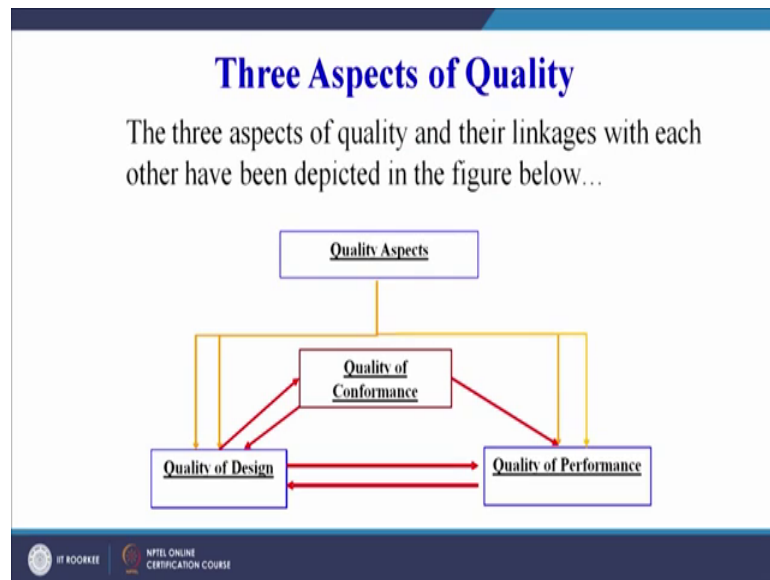 Three Aspects of Quality
The three aspects of quality and their linkages with each
other have been depicted in the figure below...
Quality Aspects
Quality of
Conformance
Quality of Design
Quality of Performance
IIT ROORKEE
NPTEL ONLINE
CERTIFICATION COURSE